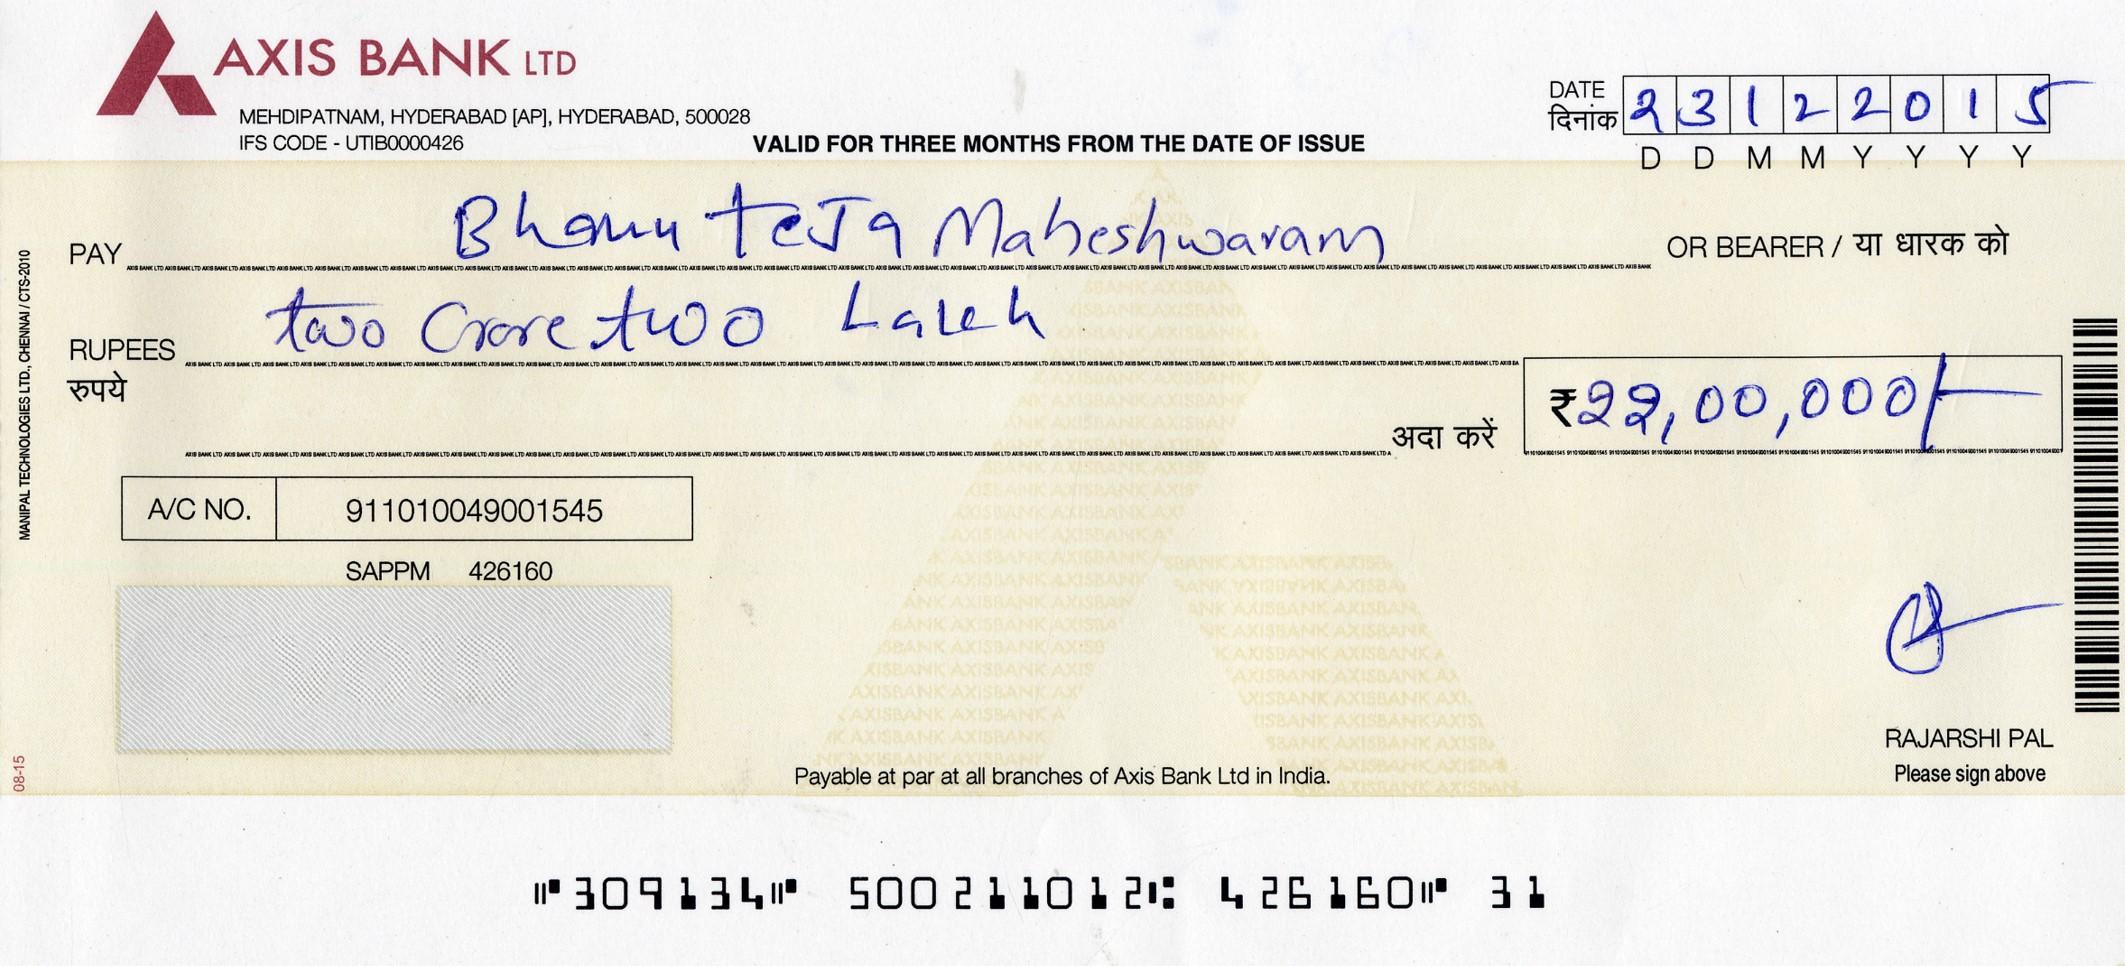 AXIS BANK LTD
MEHDIPATNAM, HYDERABAD [AP], HYDERABAD, 500028
IFS CODE - UTIB0000426
VALID FOR THREE MONTHS FROM THE DATE OF ISSUE
DATE
दिनांक
2 3 1 2 2 0 1 5
D D M M Y Y Y Y
PAY Bhanu teJa Maheshwaram OR BEARER / या धारक को
RUPEES two Crore two Lakh
रुपये
अदा करें ₹ 22,00,000/-
A/C NO. 911010049001545
SAPPM 426160
VOID
RAJARSHI PAL
Please sign above
Payable at par at all branches of Axis Bank Ltd in India.
MANIPAL TECHNOLOGIES LTD., CHENNAI / CTS-2010
08-15
⑈309134⑈ 500211012⑆ 426160⑈ 31